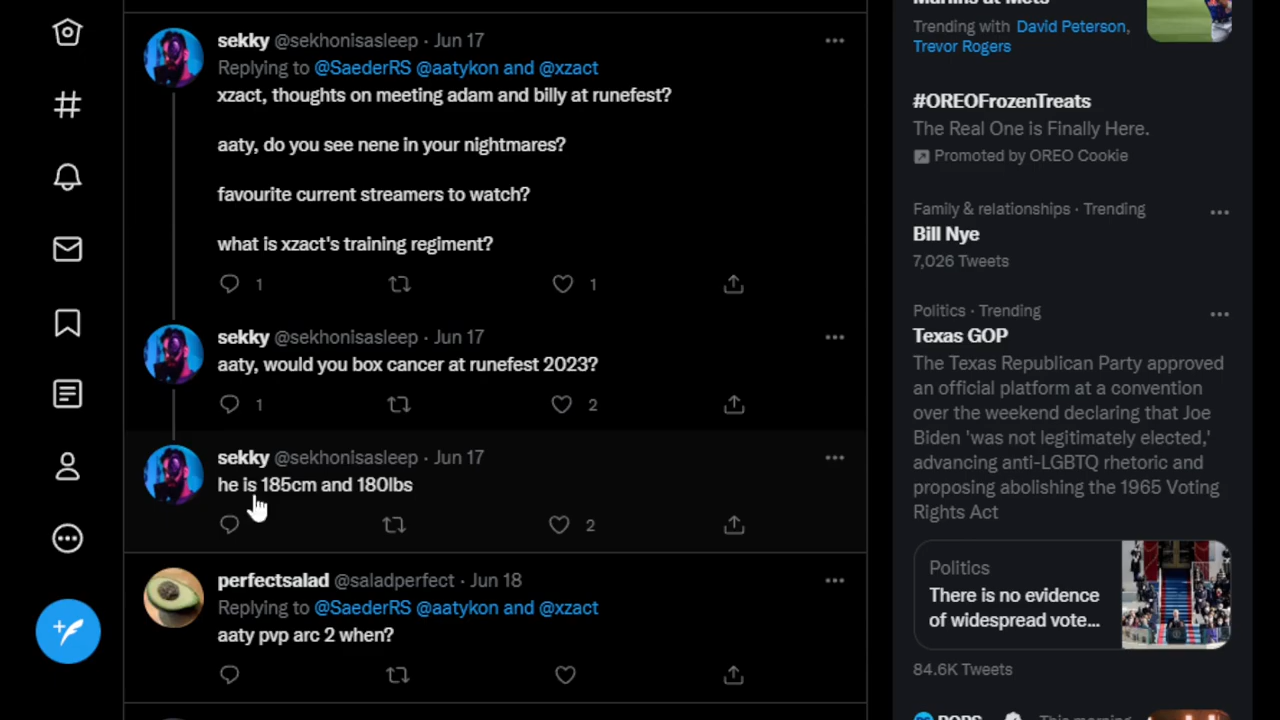 sekky @sekhonisasleep · Jun 17
Replying to @SaederRS @aatykon and @xzact
xzact, thoughts on meeting adam and billy at runefest?
aaty, do you see nene in your nightmares?
favourite current streamers to watch?
what is xzact's training regiment?
1 1
sekky @sekhonisasleep · Jun 17
aaty, would you box cancer at runefest 2023?
1 2
sekky @sekhonisasleep · Jun 17
he is 185cm and 180lbs
2
perfectsalad @saladperfect · Jun 18
Replying to @SaederRS @aatykon and @xzact
aaty pvp arc 2 when?
Marlins at Mets
Trending with David Peterson,
Trevor Rogers
#OREOFrozenTreats
The Real One is Finally Here.
Promoted by OREO Cookie
Family & relationships · Trending
Bill Nye
7,026 Tweets
Politics · Trending
Texas GOP
The Texas Republican Party approved
an official platform at a convention
over the weekend declaring that Joe
Biden 'was not legitimately elected,'
advancing anti-LGBTQ rhetoric and
proposing abolishing the 1965 Voting
Rights Act
Politics
There is no evidence
of widespread vote...
84.6K Tweets